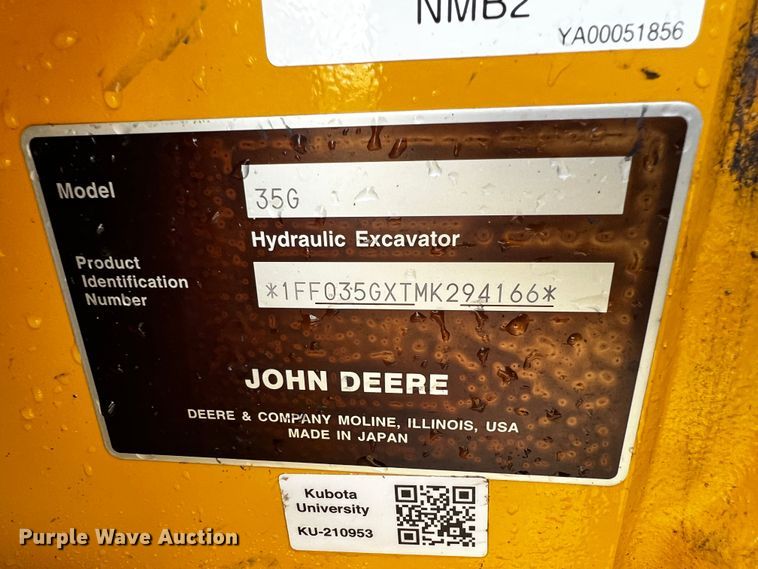 NMB2
YA00051856
Model
35G
Hydraulic Excavator
Product
Identification
Number
*1FF035GXTMK294166*
JOHN DEERE
DEERE & COMPANY MOLINE, ILLINOIS, USA
MADE IN JAPAN
Kubota
University
KU-210953
Purple Wave Auction